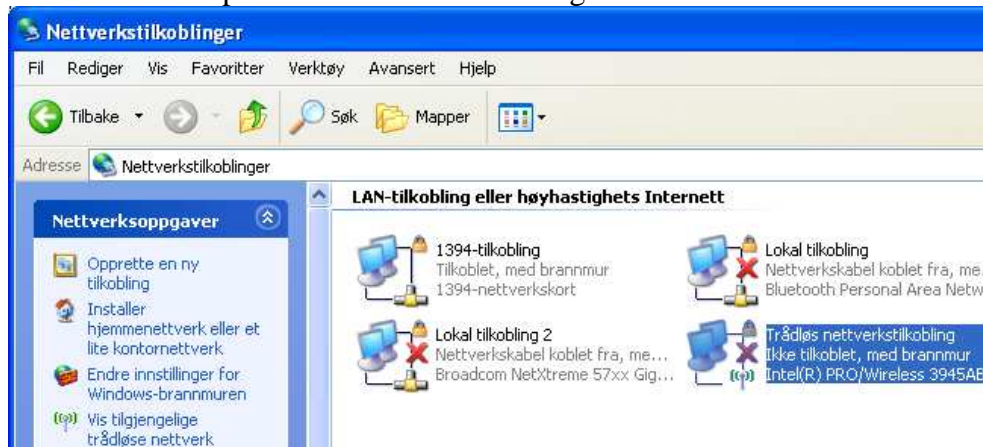 Nettverkstilkoblinger
Fil Rediger Vis Favoritter Verktøy Avansert Hjelp
Tilbake Søk Mapper
Adresse Nettverkstilkoblinger
Nettverksoppgaver
Opprette en ny
tilkobling
Installer
hjemmenettverk eller et
lite kontornettverk
Endre innstillinger for
Windows-brannmuren
Vis tilgjengelige
trådløse nettverk
LAN-tilkobling eller høyhastighets Internett
1394-tilkobling
Tilkoblet, med brannmur
1394-nettverkskort
Lokal tilkobling
Nettverkskabel koblet fra, me...
Bluetooth Personal Area Netw
Lokal tilkobling 2
Nettverkskabel koblet fra, me...
Broadcom NetXtreme 57xx Gig...
Trådløs nettverkstilkobling
Ikke tilkoblet, med brannmur
Intel(R) PRO/Wireless 3945AB